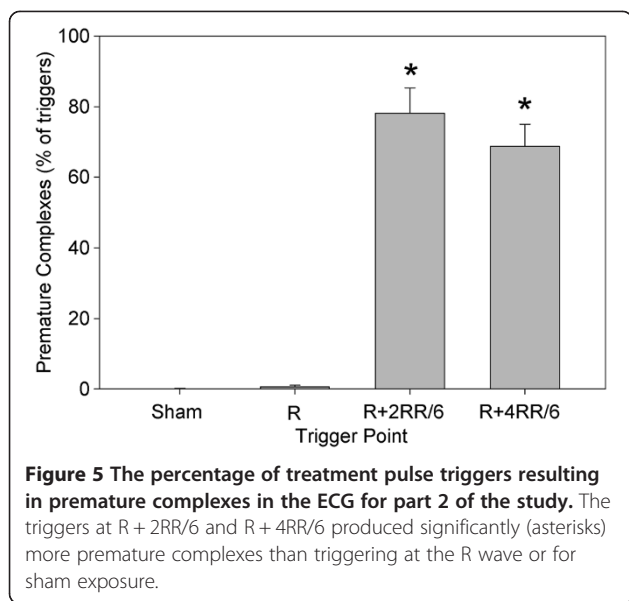 100
80
60
40
20
0
Premature Complexes (% of triggers)
* *
Sham R R+2RR/6 R+4RR/6
Trigger Point
Figure 5 The percentage of treatment pulse triggers resulting
in premature complexes in the ECG for part 2 of the study. The
triggers at R + 2RR/6 and R + 4RR/6 produced significantly (asterisks)
more premature complexes than triggering at the R wave or for
sham exposure.